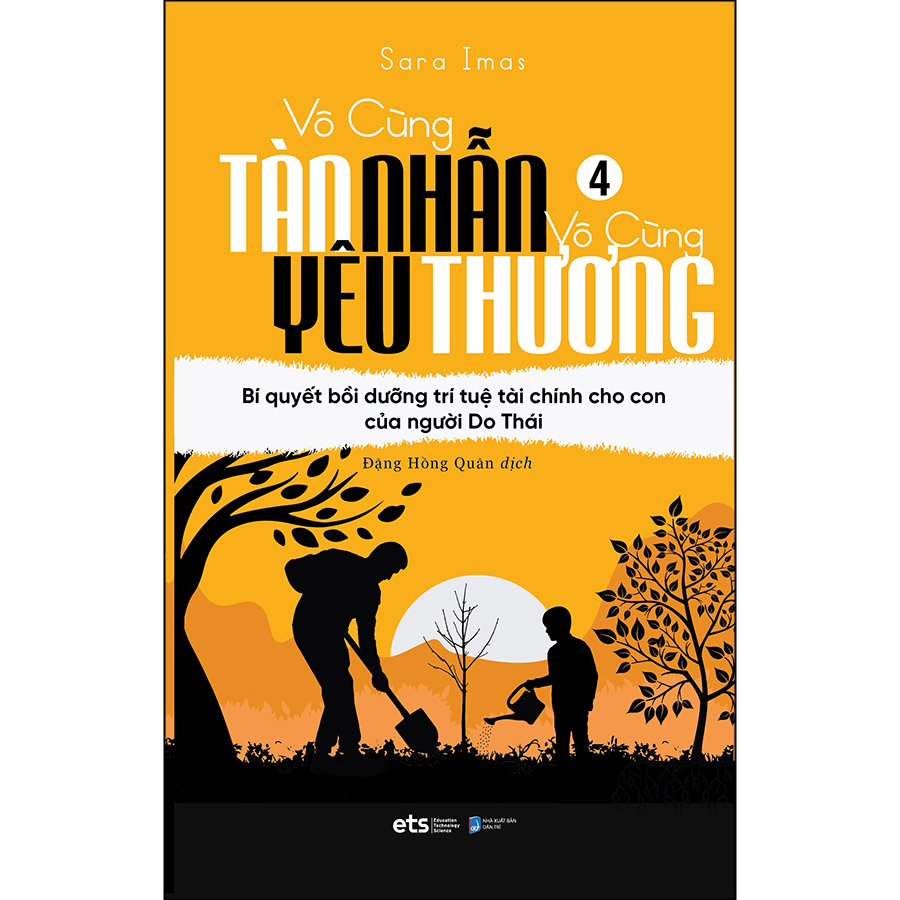 Sara Imas
Vô Cùng
TÀN NHẪN 4
Vô Cùng
YÊU THƯƠNG
Bí quyết bồi dưỡng trí tuệ tài chính cho con
của người Do Thái
Đặng Hồng Quân dịch
ets Education
Technology
Science
NHÀ XUẤT BẢN
DÂN TRÍ